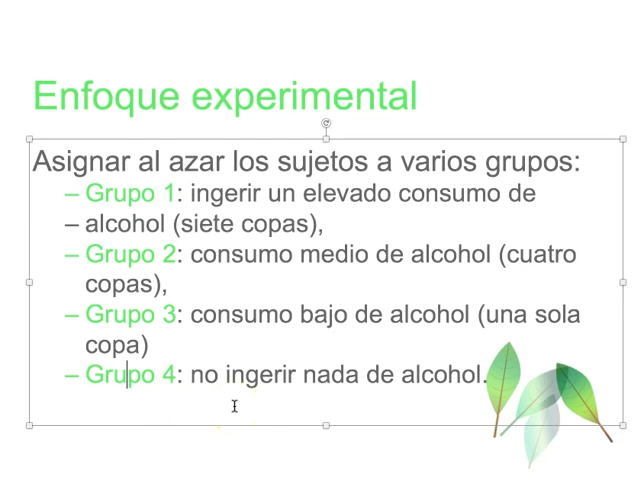 Enfoque experimental
Asignar al azar los sujetos a varios grupos:
– Grupo 1: ingerir un elevado consumo de
– alcohol (siete copas),
– Grupo 2: consumo medio de alcohol (cuatro
copas),
– Grupo 3: consumo bajo de alcohol (una sola
copa)
– Grupo 4: no ingerir nada de alcohol.